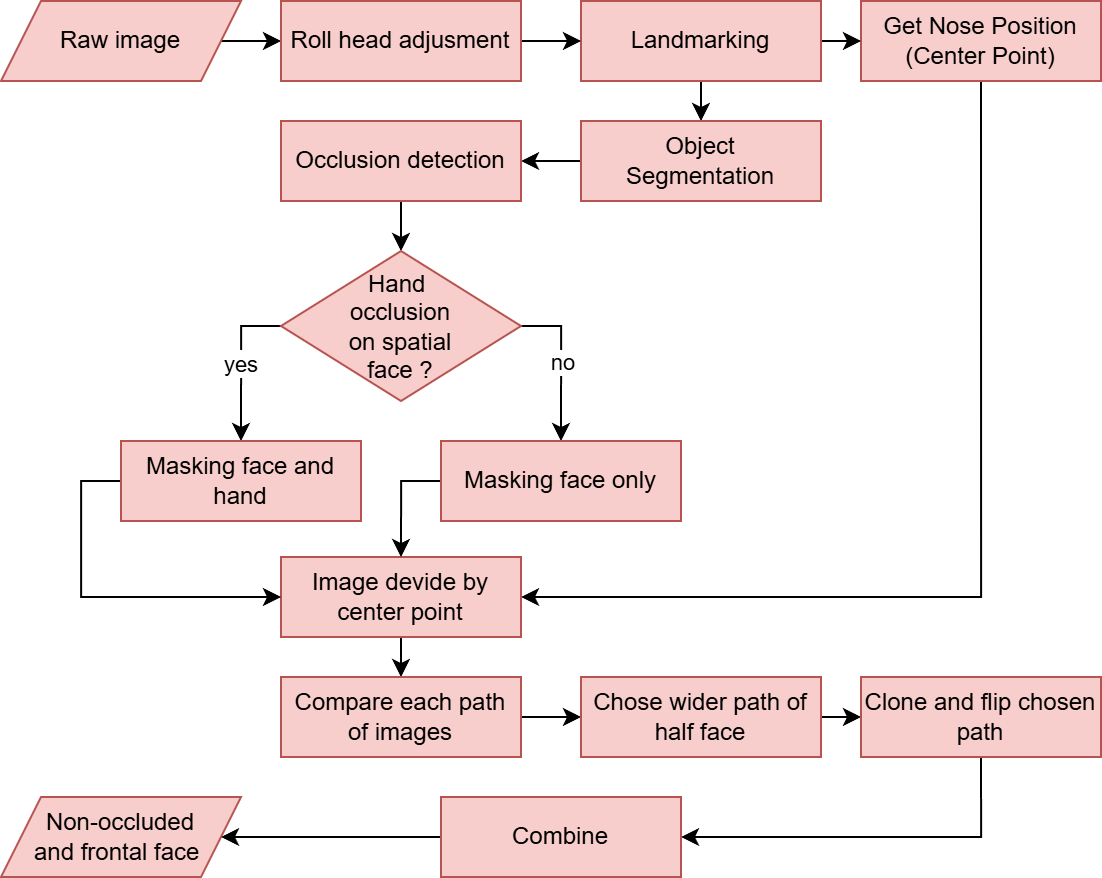 Raw image
Roll head adjusment
Landmarking
Get Nose Position
(Center Point)
Occlusion detection
Object
Segmentation
Hand
occlusion
on spatial
face ?
yes
no
Masking face and
hand
Masking face only
Image devide by
center point
Compare each path
of images
Chose wider path of
half face
Clone and flip chosen
path
Non-occluded
and frontal face
Combine